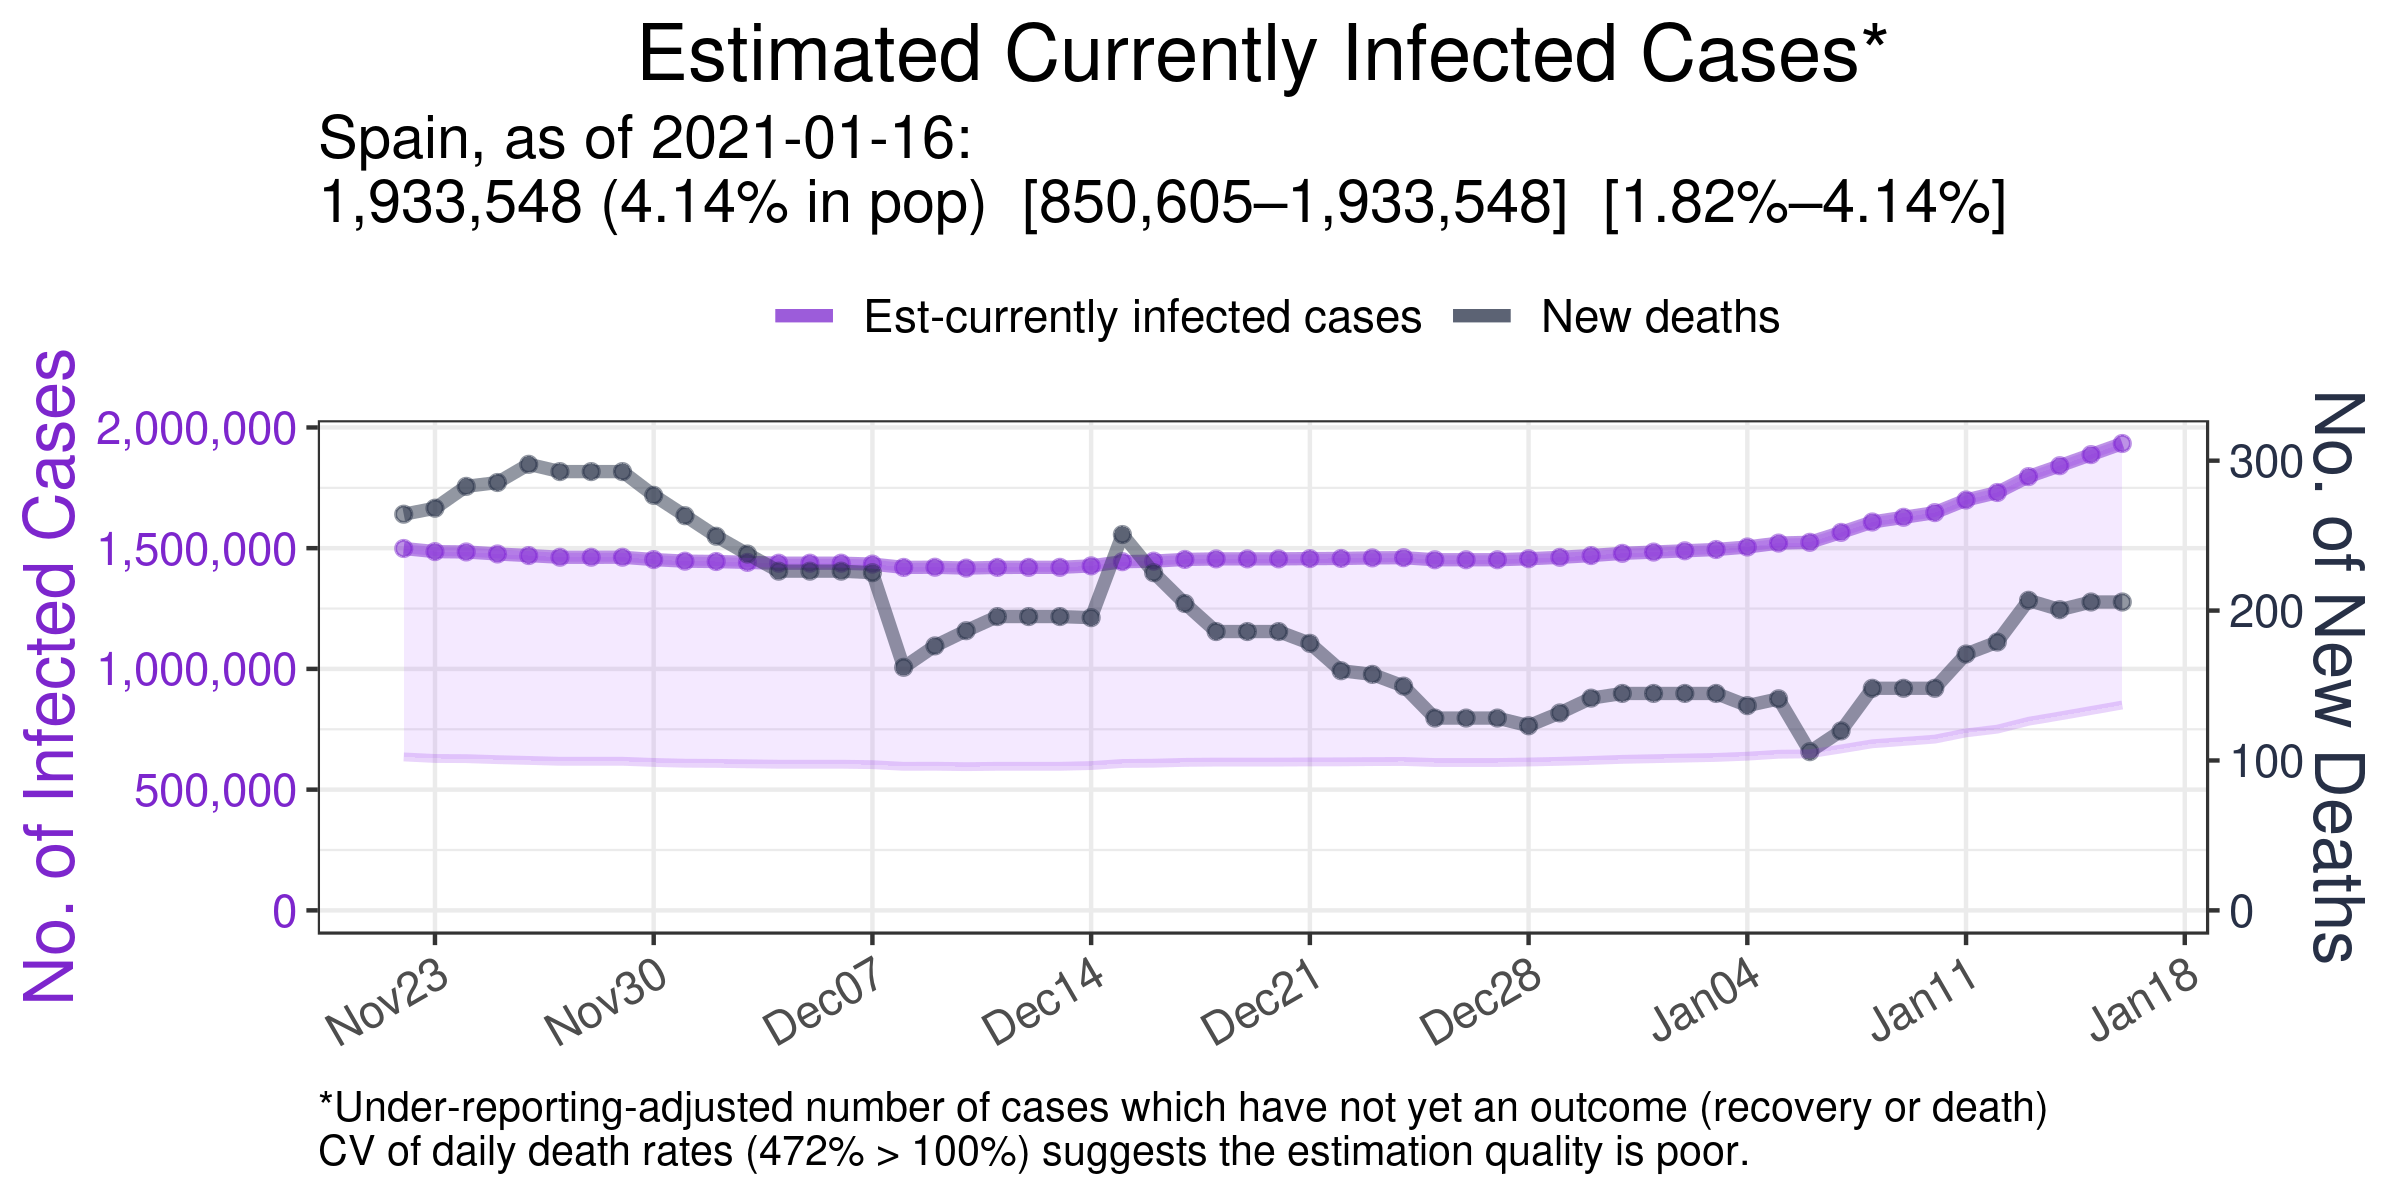 Estimated Currently Infected Cases*
Spain, as of 2021-01-16:
1,933,548 (4.14% in pop)  [850,605–1,933,548]  [1.82%–4.14%]
Est-currently infected cases
New deaths
No. of Infected Cases
2,000,000
1,500,000
1,000,000
500,000
0
300
200
100
0
No. of New Deaths
Nov23
Nov30
Dec07
Dec14
Dec21
Dec28
Jan04
Jan11
Jan18
*Under-reporting-adjusted number of cases which have not yet an outcome (recovery or death)
CV of daily death rates (472% > 100%) suggests the estimation quality is poor.